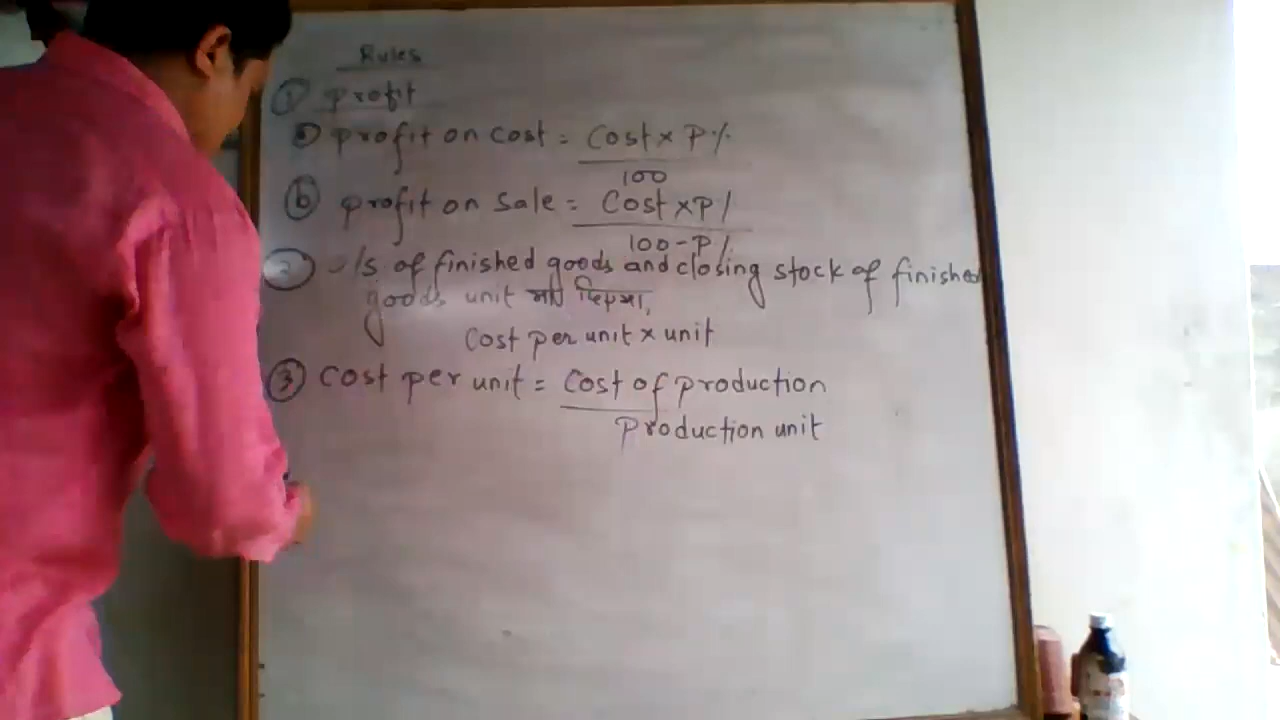 Rules
① profit
ⓐ profit on cost = Cost × P%
100
ⓑ profit on sale = Cost × P%
100 - P%
② o/s of finished goods and closing stock of finished
goods unit मा दिएमा,
Cost per unit × unit
③ Cost per unit = Cost of production
production unit